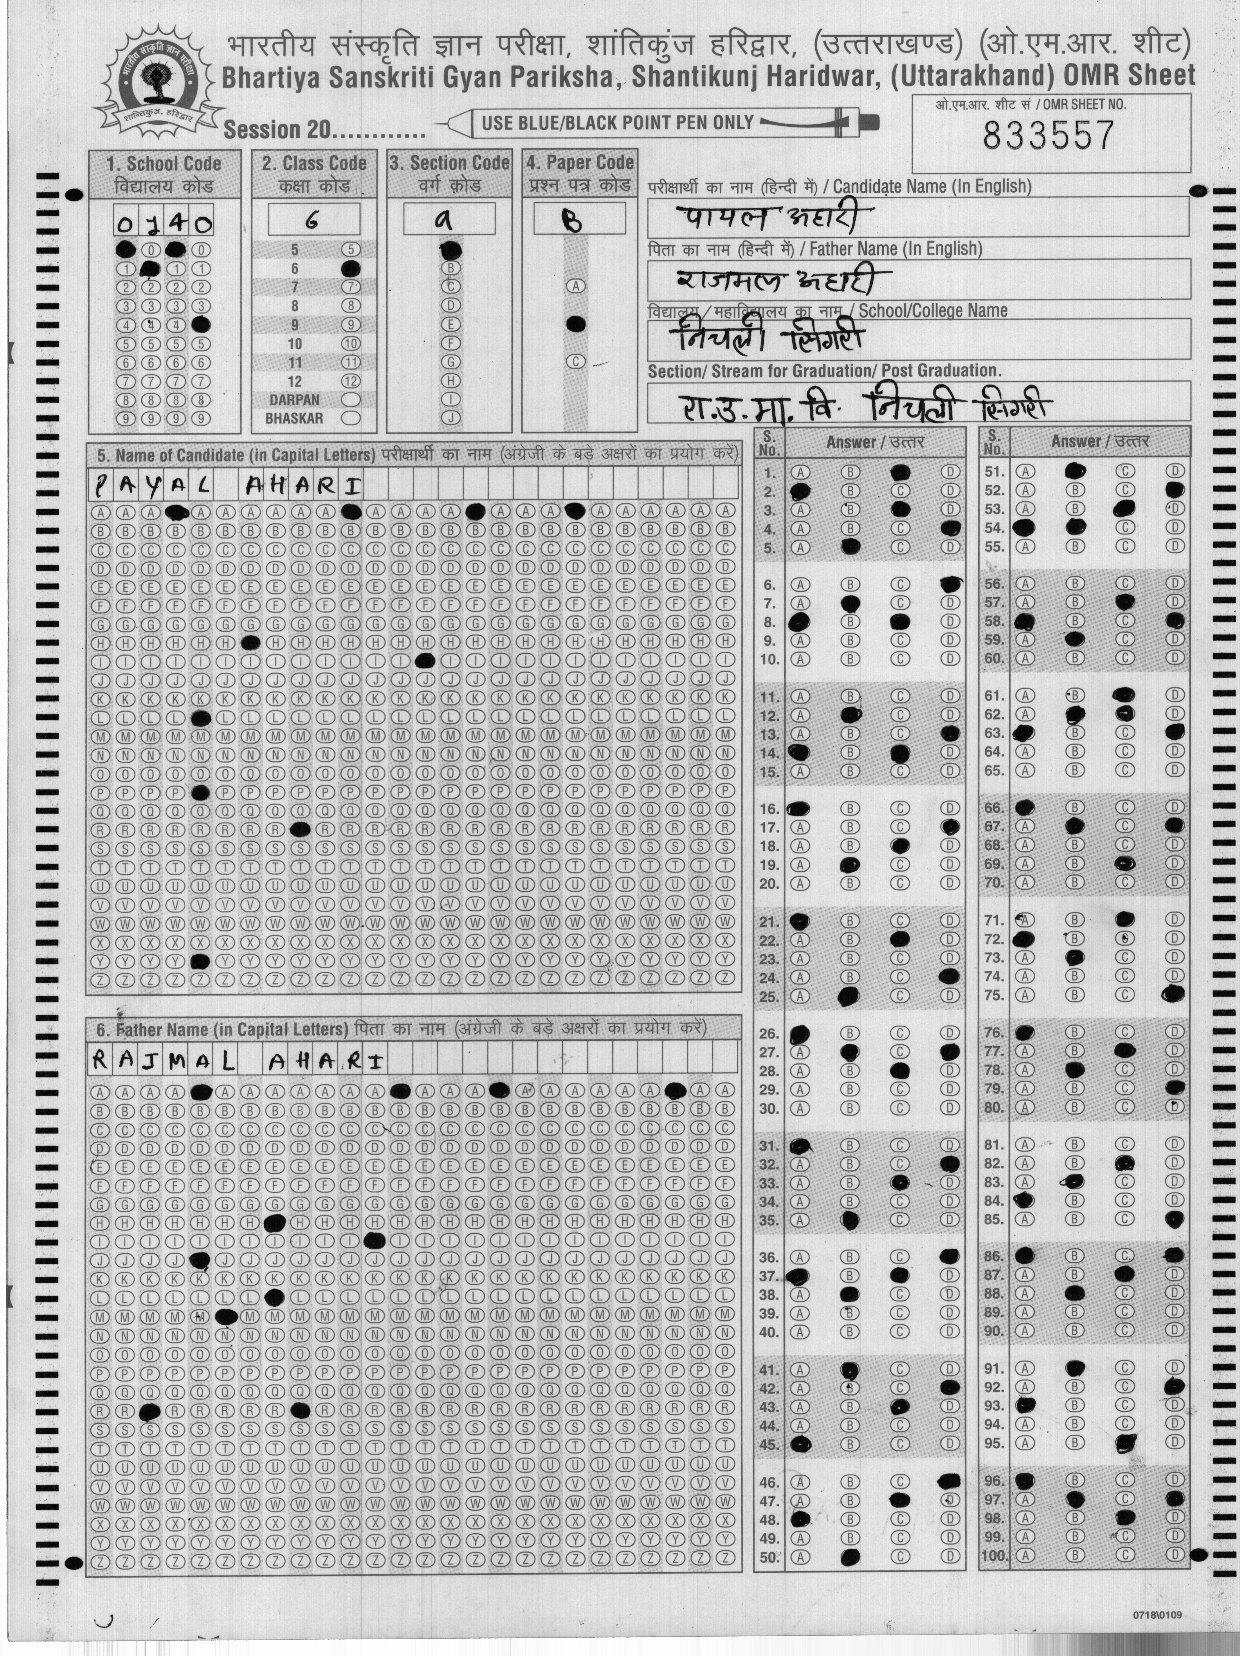 भारतीय संस्कृति ज्ञान परीक्षा, शांतिकुंज हरिद्वार, (उत्तराखण्ड) (ओ.एम.आर. शीट)
Bhartiya Sanskriti Gyan Pariksha, Shantikunj Haridwar, (Uttarakhand) OMR Sheet
Session 20............
USE BLUE/BLACK POINT PEN ONLY
ओ.एम.आर. शीट सं / OMR SHEET NO.
833557
1. School Code
विद्यालय कोड
0140
2. Class Code
कक्षा कोड
6
5
6
7
8
9
10
11
12
DARPAN
BHASKAR
3. Section Code
वर्ग कोड
a
4. Paper Code
प्रश्न पत्र कोड
B
परीक्षार्थी का नाम (हिन्दी में) / Candidate Name (In English)
पायल अहारी
पिता का नाम (हिन्दी में) / Father Name (In English)
राजमल अहारी
विद्यालय / महाविद्यालय का नाम / School/College Name
निचली सिगरी
Section/ Stream for Graduation/ Post Graduation.
रा.उ.मा.वि. निचली सिगरी
5. Name of Candidate (in Capital Letters) परीक्षार्थी का नाम (अंग्रेजी के बड़े अक्षरों का प्रयोग करें)
PAYAL AHARI
6. Father Name (in Capital Letters) पिता का नाम (अंग्रेजी के बड़े अक्षरों का प्रयोग करें)
RAJMAL AHARI
S. No. Answer / उत्तर
S. No. Answer / उत्तर
0718\0109